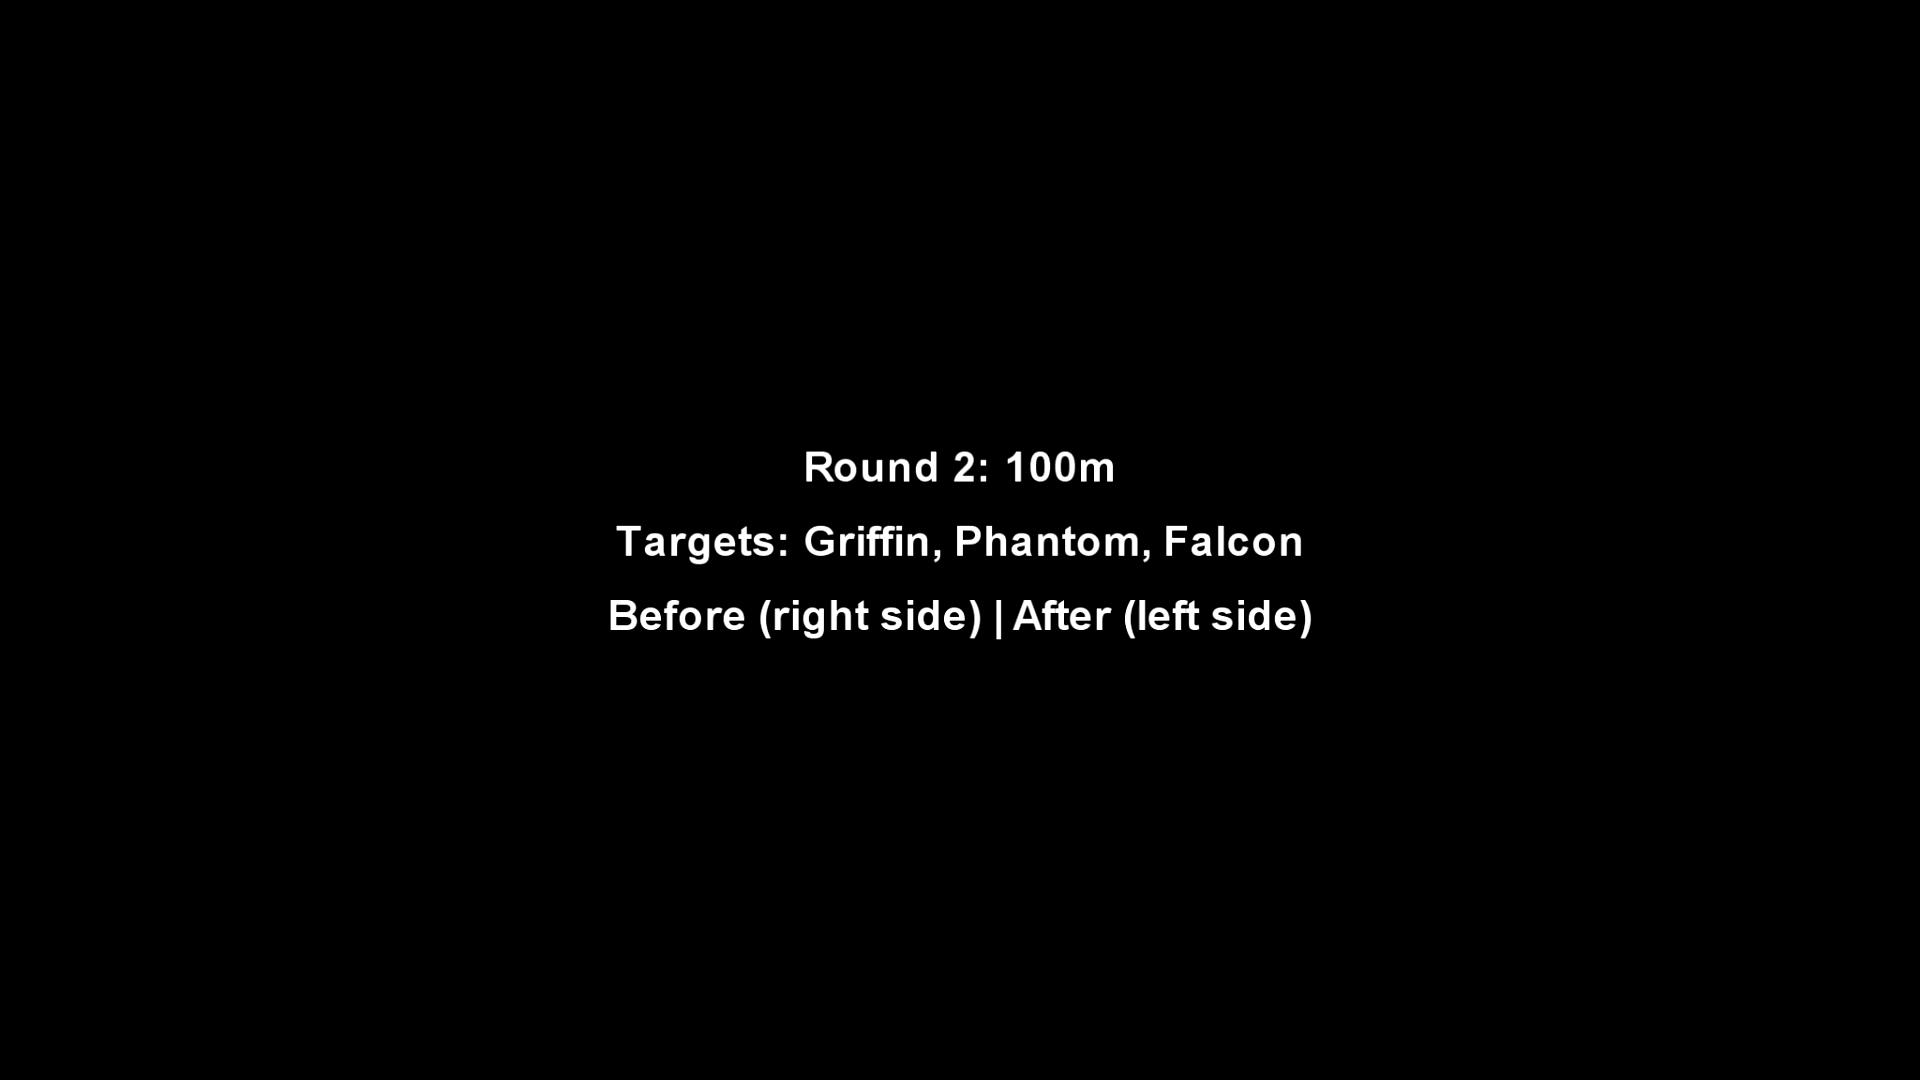 Round 2: 100m
Targets: Griffin, Phantom, Falcon
Before (right side) | After (left side)